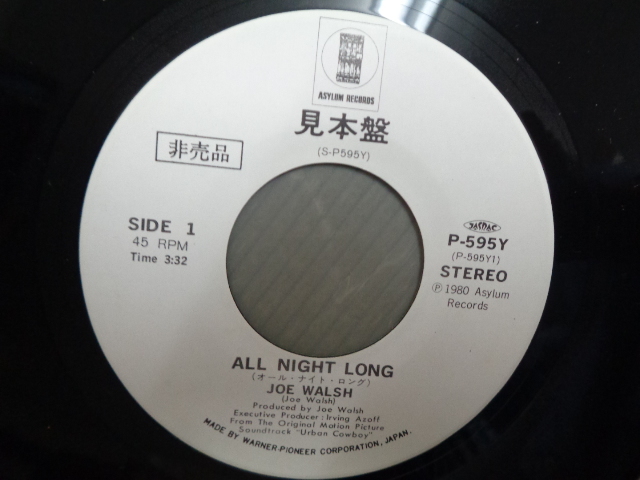 ASYLUM RECORDS
見本盤
(S-P595Y)
非売品
SIDE 1
45 RPM
Time 3:32
P-595Y
(P-595Y1)
STEREO
Ⓟ1980 Asylum
Records
ALL NIGHT LONG
(オール・ナイト・ロング)
JOE WALSH
(Joe Walsh)
Produced by Joe Walsh
Executive Producer : Irving Azoff
From The Original Motion Picture
Soundtrack "Urban Cowboy"
MADE BY WARNER-PIONEER CORPORATION, JAPAN.